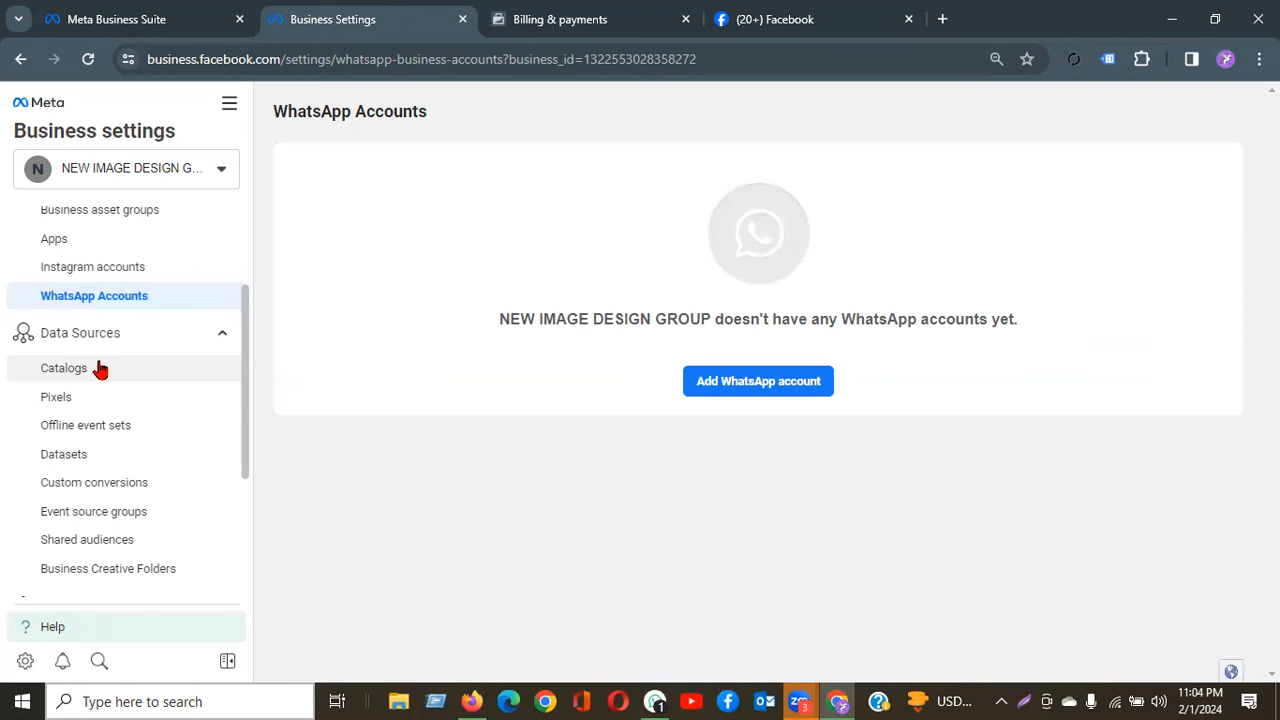 Meta Business Suite
Business Settings
Billing & payments
(20+) Facebook
business.facebook.com/settings/whatsapp-business-accounts?business_id=1322553028358272
Meta
Business settings
N NEW IMAGE DESIGN G...
Business asset groups
Apps
Instagram accounts
WhatsApp Accounts
Data Sources
Catalogs
Pixels
Offline event sets
Datasets
Custom conversions
Event source groups
Shared audiences
Business Creative Folders
? Help
WhatsApp Accounts
NEW IMAGE DESIGN GROUP doesn't have any WhatsApp accounts yet.
Add WhatsApp account
Type here to search
USD...
11:04 PM
2/1/2024